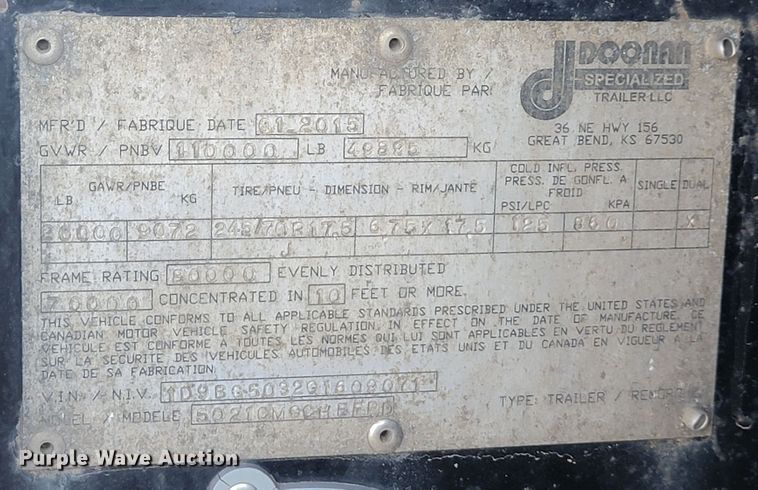 DOONAN
SPECIALIZED
TRAILER LLC
MANUFACTURED BY /
FABRIQUE PAR:
36 NE HWY 156
GREAT BEND, KS 67530
MFR'D / FABRIQUE DATE 01-2015
GVWR / PNBV 110000 LB 49895 KG
GAWR/PNBE
LB KG
TIRE/PNEU - DIMENSION - RIM/JANTE
COLD INFL. PRESS.
PRESS. DE GONFL. A
FROID
PSI/LPC KPA
SINGLE DUAL
20000 9072 245/70R17.5 6.75 X 17.5 125 860 X
FRAME RATING 80000 EVENLY DISTRIBUTED
70000 CONCENTRATED IN 10 FEET OR MORE.
THIS VEHICLE CONFORMS TO ALL APPLICABLE STANDARDS PRESCRIBED UNDER THE UNITED STATES AND
CANADIAN MOTOR VEHICLE SAFETY REGULATION, IN EFFECT ON THE DATE OF MANUFACTURE. CE
VEHICULE EST CONFORME A TOUTES LES NORMES QUI LUI SONT APPLICABLES EN VERTU DU REGLEMENT
SUR LA SECURITE DES VEHICULES AUTOMOBILES DES ETATS UNIS ET DU CANADA EN VIGUEUR A LA
DATE DE SA FABRICATION.
V.I.N. / N.I.V.
MODEL / MODELE
TYPE: TRAILER /
Purple Wave Auction